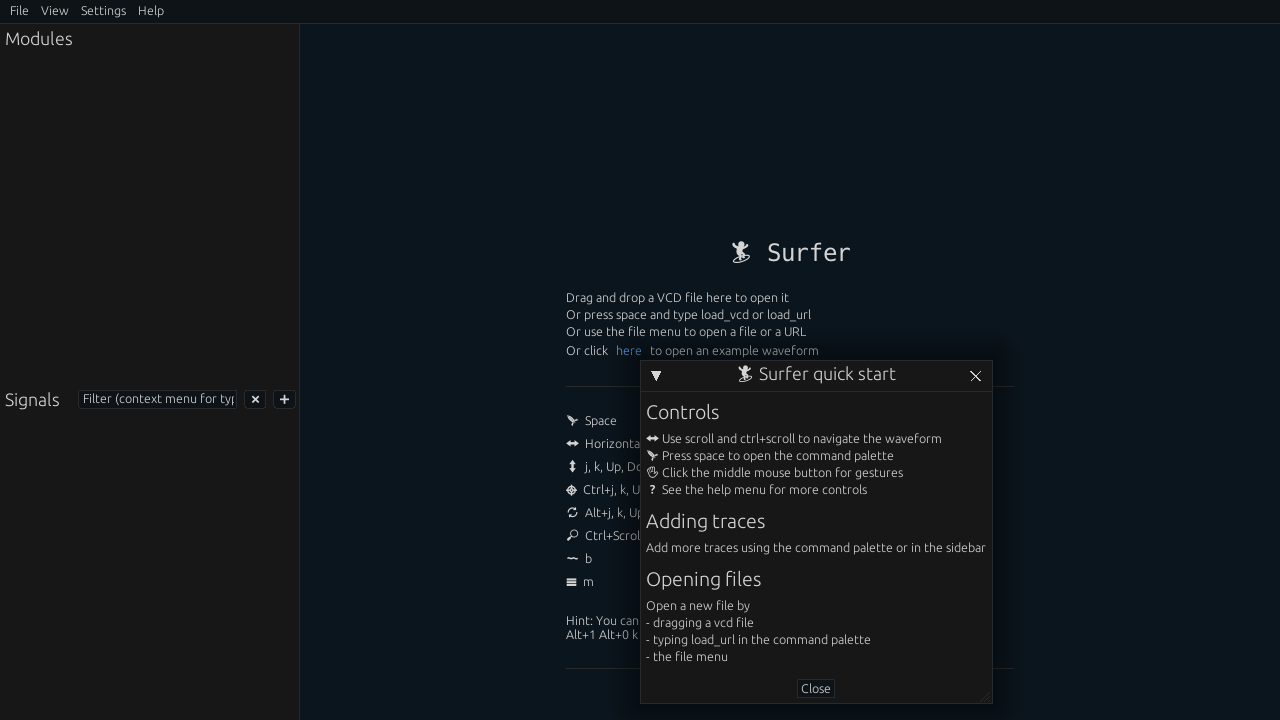 File View Settings Help
Modules
Surfer
Drag and drop a VCD file here to open it
Or press space and type load_vcd or load_url
Or use the file menu to open a file or a URL
Or click here to open an example waveform
Space
Horizonta
j, k, Up, Do
Ctrl+j, k, U
Alt+j, k, Up
Ctrl+Scrol
b
m
Hint: You can
Alt+1 Alt+0 k
Signals Filter (context menu for typ
Surfer quick start
Controls
Use scroll and ctrl+scroll to navigate the waveform
Press space to open the command palette
Click the middle mouse button for gestures
? See the help menu for more controls
Adding traces
Add more traces using the command palette or in the sidebar
Opening files
Open a new file by
- dragging a vcd file
- typing load_url in the command palette
- the file menu
Close